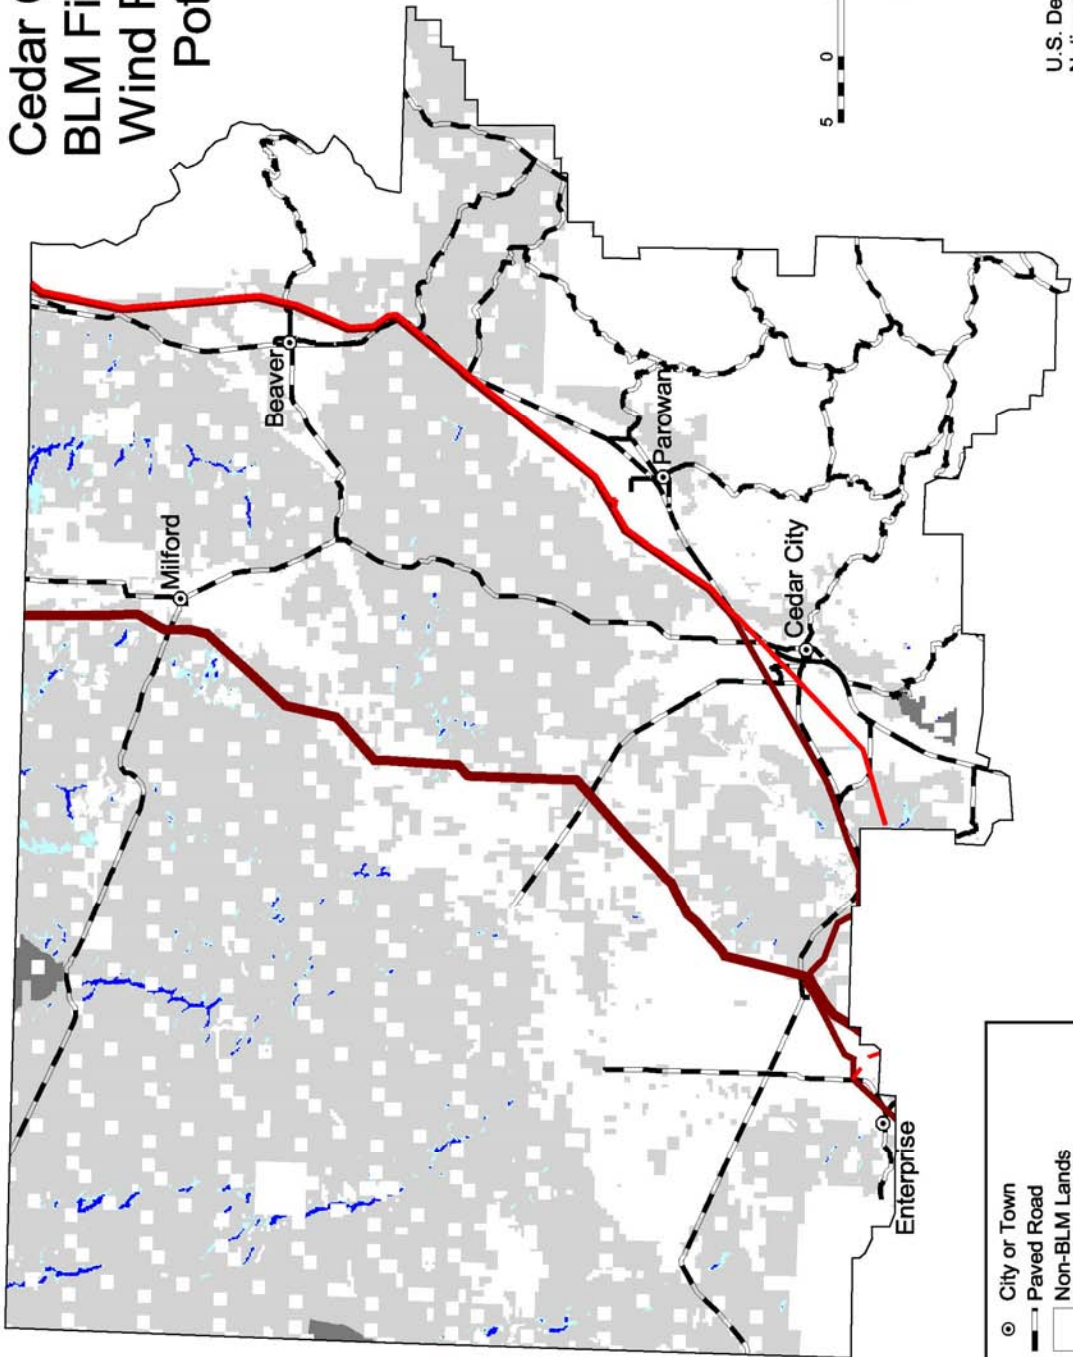 Cedar C
BLM Fi
Wind R
Pot
Milford
Beaver
Parowan
Cedar City
Enterprise
5 0
U.S. De
City or Town
Paved Road
Non-BLM Lands